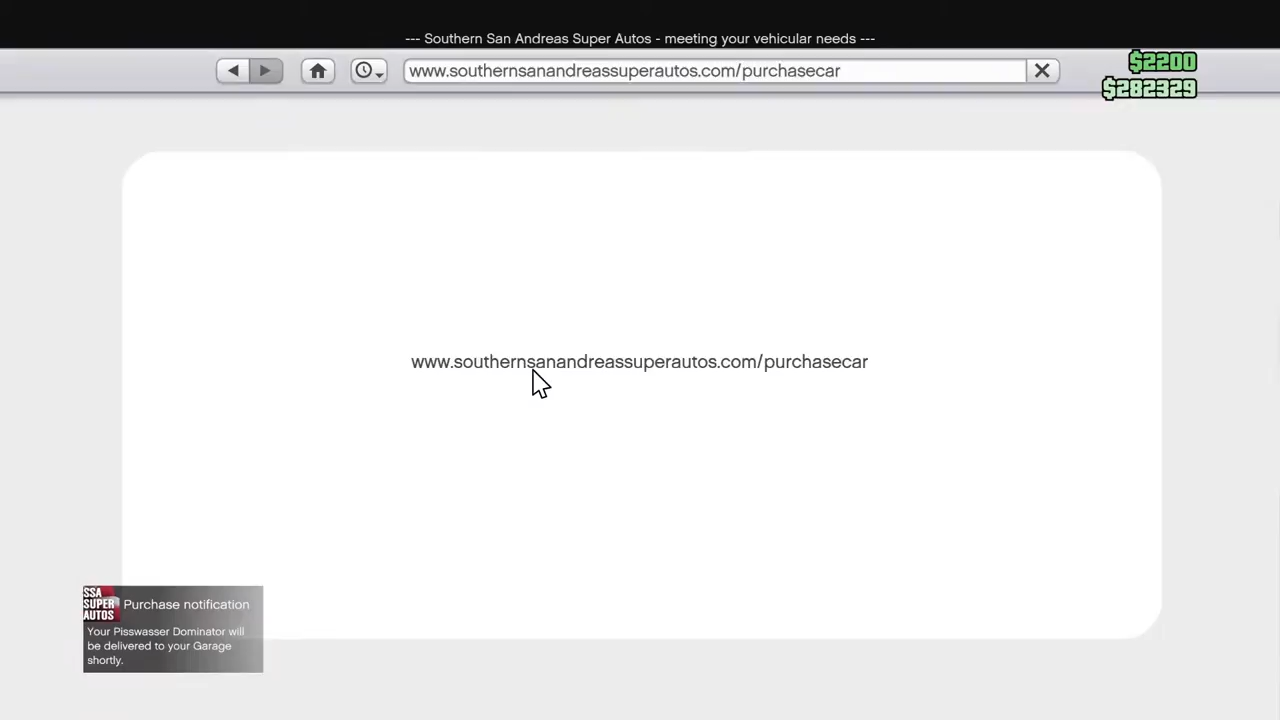 --- Southern San Andreas Super Autos - meeting your vehicular needs ---
www.southernsanandreassuperautos.com/purchasecar
$2200
$282329
www.southernsanandreassuperautos.com/purchasecar
SSA
SUPER
AUTOS
Purchase notification
Your Pisswasser Dominator will
be delivered to your Garage
shortly.